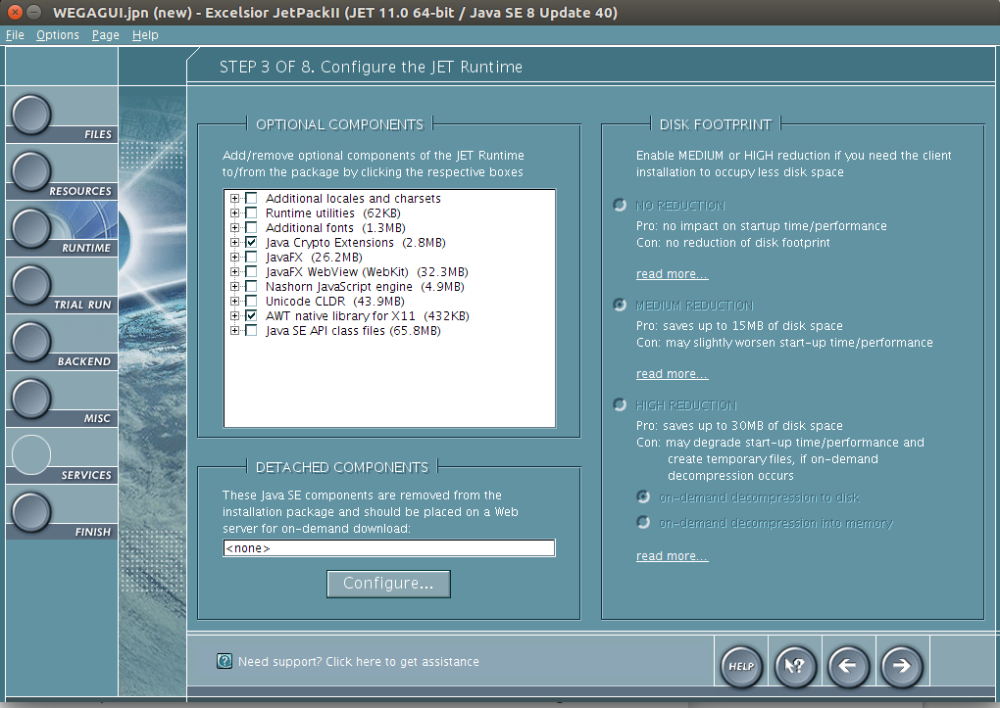 WEGAGUI.jpn (new) - Excelsior JetPackII (JET 11.0 64-bit / Java SE 8 Update 40)
File Options Page Help
STEP 3 OF 8. Configure the JET Runtime
FILES
RESOURCES
RUNTIME
TRIAL RUN
BACKEND
MISC
SERVICES
FINISH
OPTIONAL COMPONENTS
Add/remove optional components of the JET Runtime
to/from the package by clicking the respective boxes
Additional locales and charsets
Runtime utilities (62KB)
Additional fonts (1.3MB)
Java Crypto Extensions (2.8MB)
JavaFX (26.2MB)
JavaFX WebView (WebKit) (32.3MB)
Nashorn JavaScript engine (4.9MB)
Unicode CLDR (43.9MB)
AWT native library for X11 (432KB)
Java SE API class files (65.8MB)
DETACHED COMPONENTS
These Java SE components are removed from the
installation package and should be placed on a Web
server for on-demand download:
<none>
Configure...
DISK FOOTPRINT
Enable MEDIUM or HIGH reduction if you need the client
installation to occupy less disk space
NO REDUCTION
Pro: no impact on startup time/performance
Con: no reduction of disk footprint
read more...
MEDIUM REDUCTION
Pro: saves up to 15MB of disk space
Con: may slightly worsen start-up time/performance
read more...
HIGH REDUCTION
Pro: saves up to 30MB of disk space
Con: may degrade start-up time/performance and
create temporary files, if on-demand
decompression occurs
on-demand decompression to disk
on-demand decompression into memory
read more...
? Need support? Click here to get assistance
HELP
?